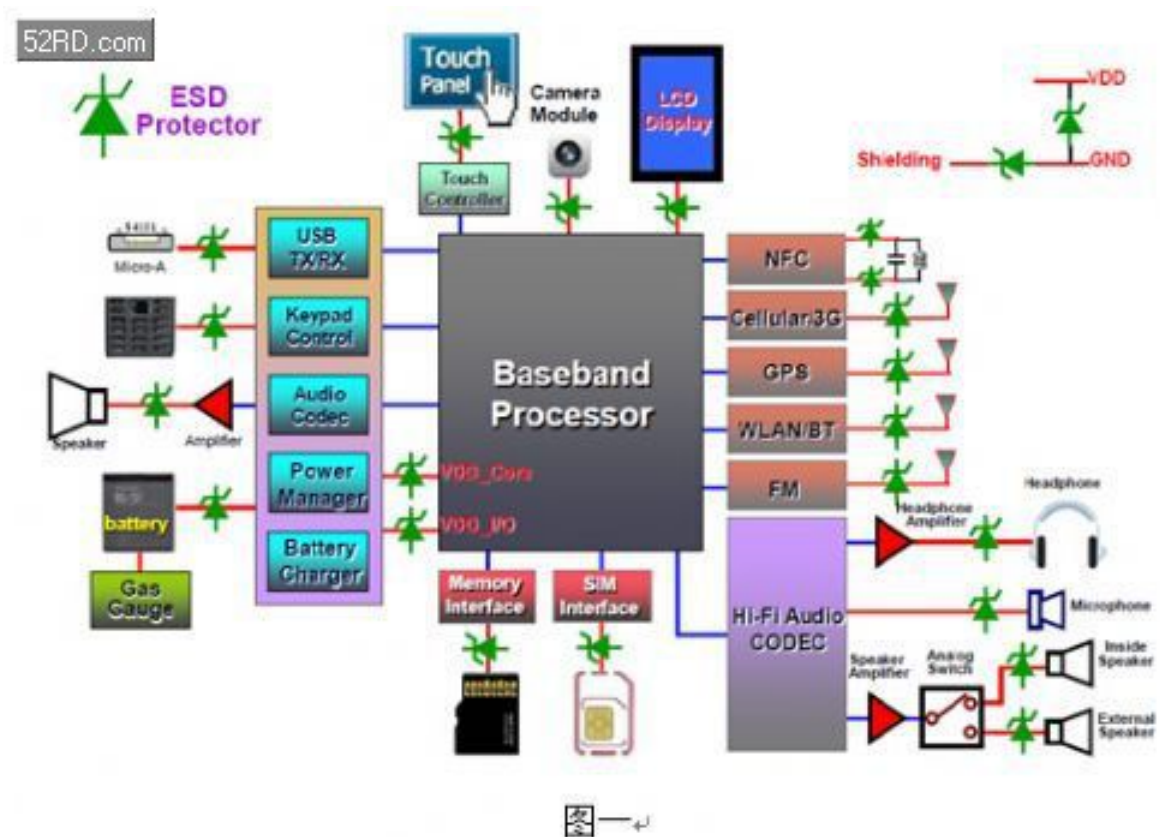 52RD.com
ESD
Protector
Touch
Panel
Camera
Module
LCD
Display
VDD
Shielding
GND
Touch
Controller
Micro-A
USB
TX/RX
Keypad
Control
Speaker
Amplifier
Audio
Codec
battery
Power
Manager
Battery
Charger
Gas
Gauge
Baseband
Processor
VDD_Core
VDD_I/O
Memory
Interface
SIM
Interface
NFC
Cellular/3G
GPS
WLAN/BT
FM
Hi-Fi Audio
CODEC
Headphone
Amplifier
Headphone
Microphone
Speaker
Amplifier
Analog
Switch
Inside
Speaker
External
Speaker
图一